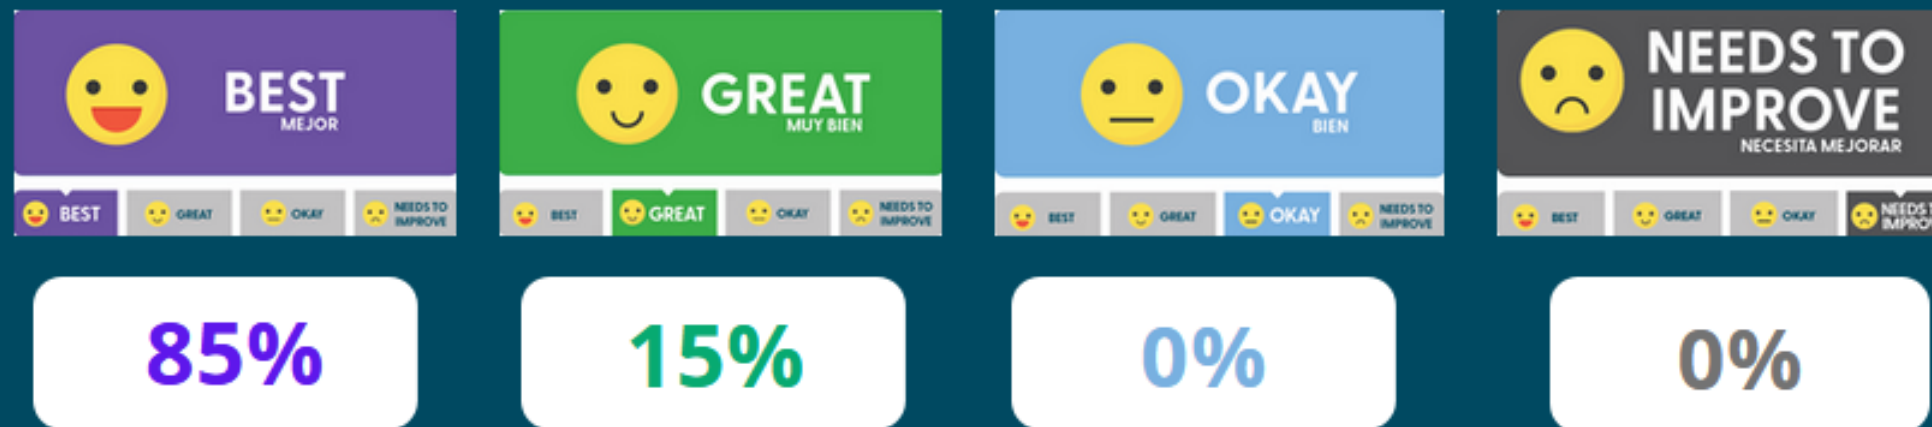 BEST
MEJOR
BEST
GREAT
OKAY
NEEDS TO
IMPROVE
85%
GREAT
MUY BIEN
BEST
GREAT
OKAY
NEEDS TO
IMPROVE
15%
OKAY
BIEN
BEST
GREAT
OKAY
NEEDS TO
IMPROVE
0%
NEEDS TO
IMPROVE
NECESITA MEJORAR
BEST
GREAT
OKAY
NEEDS
0%